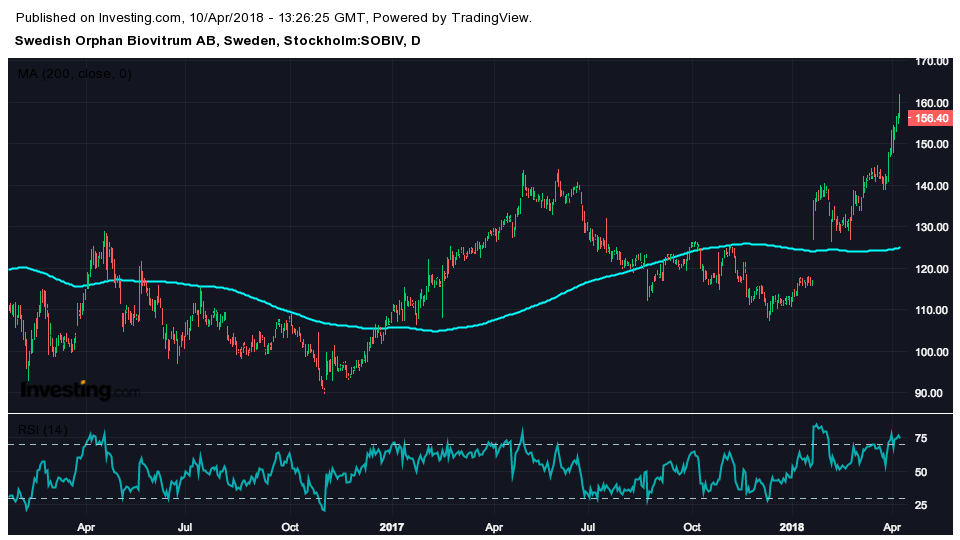 Published on Investing.com, 10/Apr/2018 - 13:26:25 GMT, Powered by TradingView.
Swedish Orphan Biovitrum AB, Sweden, Stockholm:SOBIV, D
MA (200, close, 0)
170.00
160.00
156.40
150.00
140.00
130.00
120.00
110.00
100.00
90.00
Investing.com
RSI (14)
75
50
25
Apr Jul Oct 2017 Apr Jul Oct 2018 Apr